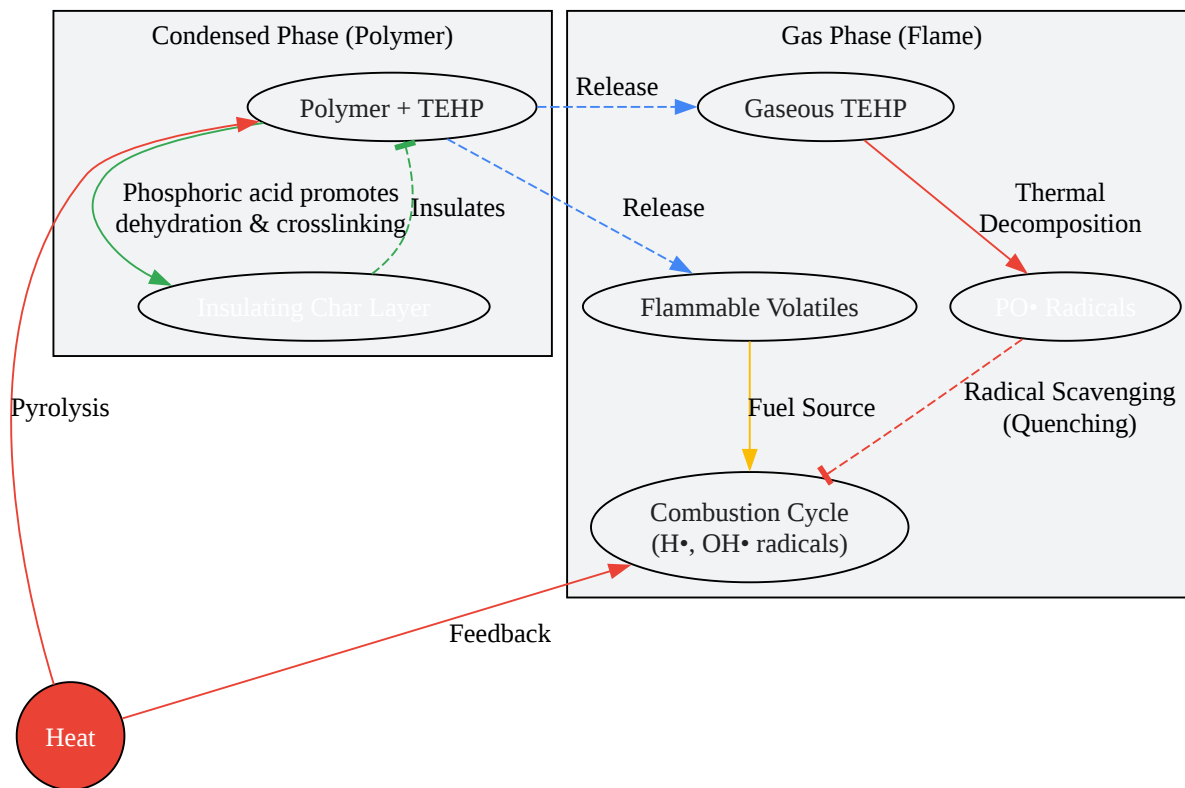 Condensed Phase (Polymer)
Gas Phase (Flame)
Polymer + TEHP
Release
Gaseous TEHP
Phosphoric acid promotes
dehydration & crosslinking
Insulates
Release
Thermal
Decomposition
Insulating Char Layer
Flammable Volatiles
PO• Radicals
Pyrolysis
Fuel Source
Radical Scavenging
(Quenching)
Combustion Cycle
(H•, OH• radicals)
Feedback
Heat